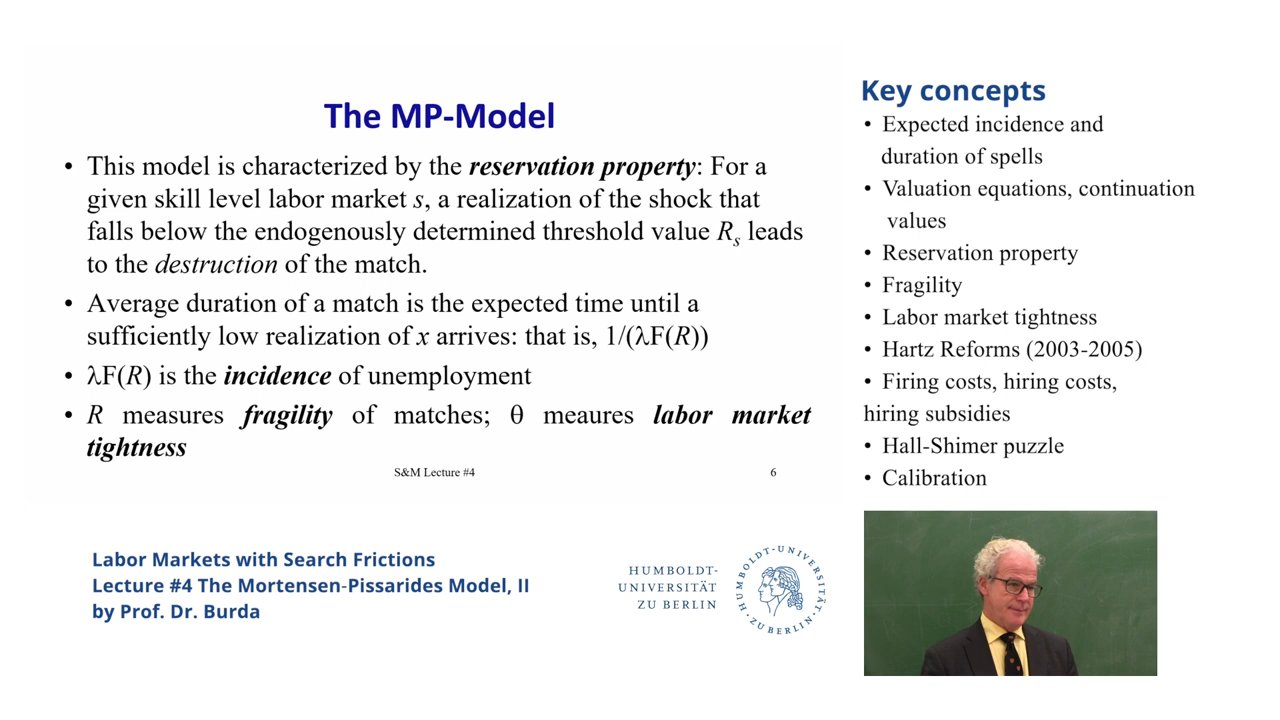 The MP-Model
• This model is characterized by the reservation property: For a
given skill level labor market s, a realization of the shock that
falls below the endogenously determined threshold value Rs leads
to the destruction of the match.
• Average duration of a match is the expected time until a
sufficiently low realization of x arrives: that is, 1/(λF(R))
• λF(R) is the incidence of unemployment
• R measures fragility of matches; θ meaures labor market
tightness
S&M Lecture #4
6
Key concepts
• Expected incidence and
duration of spells
• Valuation equations, continuation
values
• Reservation property
• Fragility
• Labor market tightness
• Hartz Reforms (2003-2005)
• Firing costs, hiring costs,
hiring subsidies
• Hall-Shimer puzzle
• Calibration
Labor Markets with Search Frictions
Lecture #4 The Mortensen-Pissarides Model, II
by Prof. Dr. Burda
HUMBOLDT-
UNIVERSITÄT
ZU BERLIN
HUMBOLDT-UNIVERSITÄT
ZU BERLIN